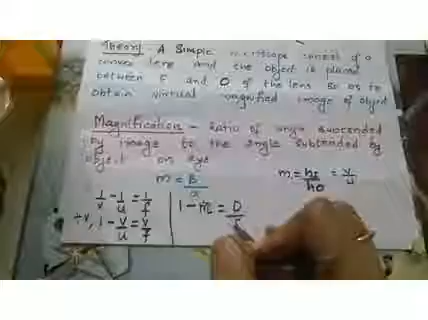 Theory - A Simple microscope consist of a
convex lens and the object is placed
between F and O of the lens so as to
obtain virtual magnified image of object
Magnification - Ratio of angle subtended
by image to the angle subtended by
object on eye
m = β/α
m = hi/ho = v/u
1/v - 1/u = 1/f
÷v, 1 - v/u = v/f
1 - m = D/f